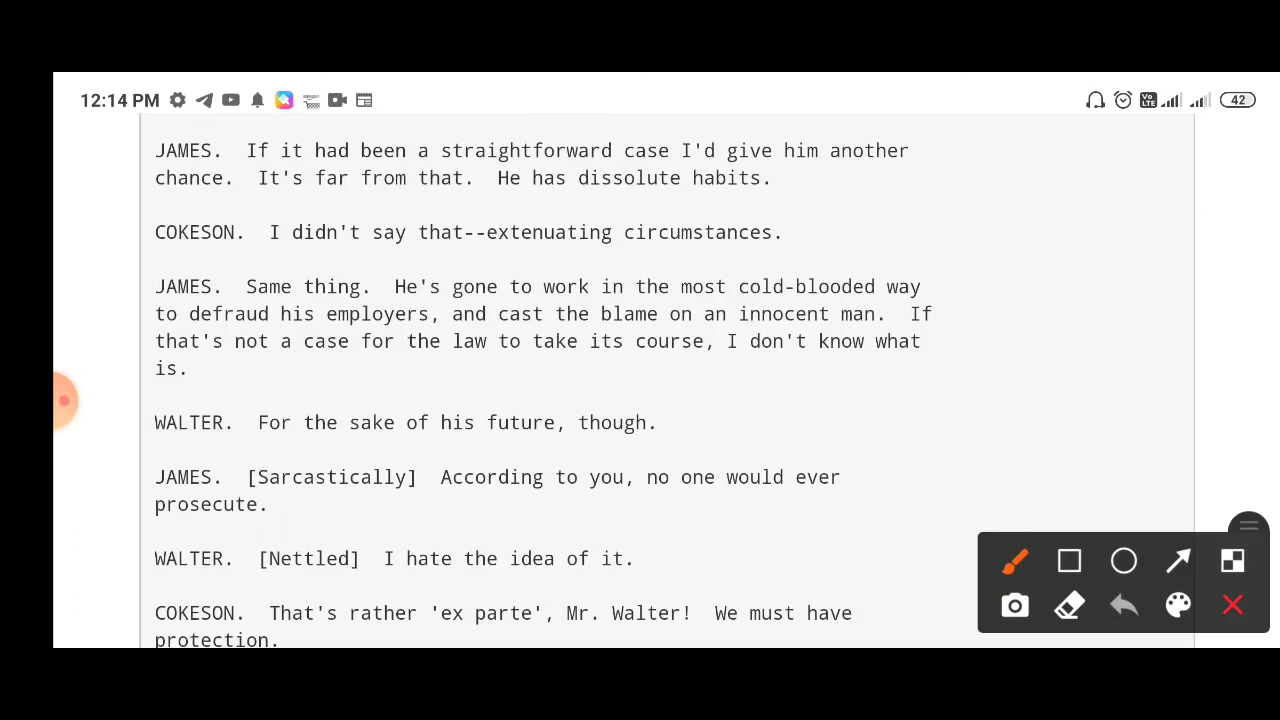 12:14 PM
Vo LTE
42
JAMES.  If it had been a straightforward case I'd give him another
chance.  It's far from that.  He has dissolute habits.
COKESON.  I didn't say that--extenuating circumstances.
JAMES.  Same thing.  He's gone to work in the most cold-blooded way
to defraud his employers, and cast the blame on an innocent man.  If
that's not a case for the law to take its course, I don't know what
is.
WALTER.  For the sake of his future, though.
JAMES.  [Sarcastically]  According to you, no one would ever
prosecute.
WALTER.  [Nettled]  I hate the idea of it.
COKESON.  That's rather 'ex parte', Mr. Walter!  We must have
protection.